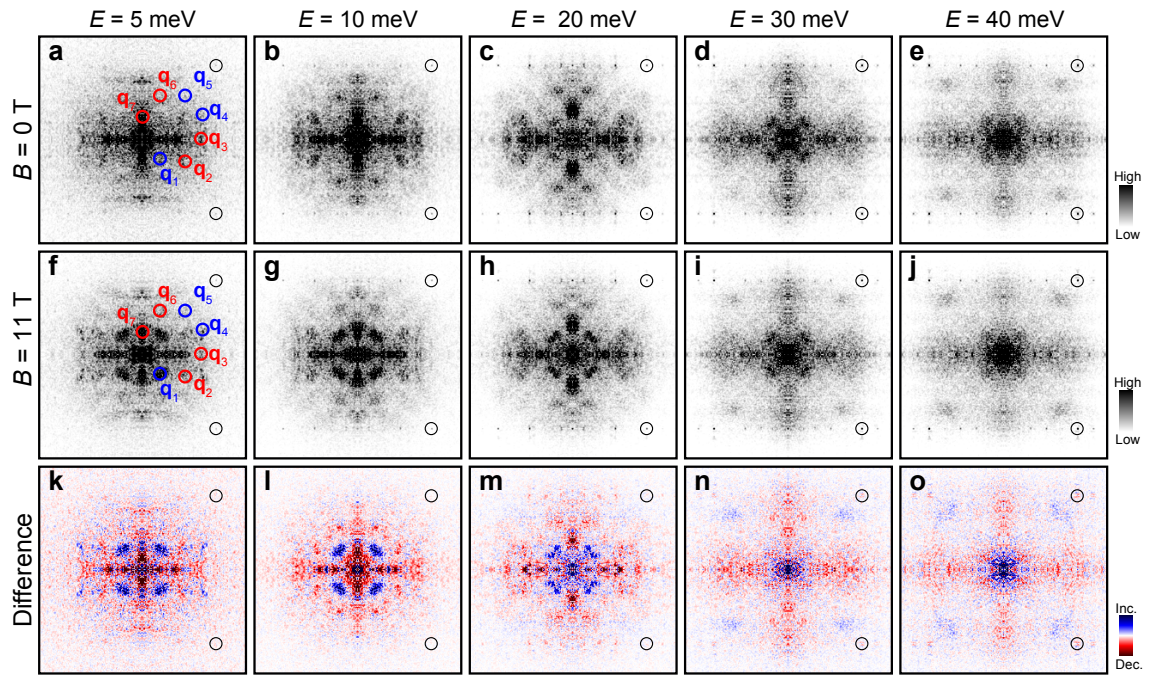 E = 5 meV
E = 10 meV
E = 20 meV
E = 30 meV
E = 40 meV
B = 0 T
a
b
c
d
e
q6
q5
q7
q4
q3
q1
q2
High
Low
B = 11 T
f
g
h
i
j
q6
q5
q7
q4
q3
q1
q2
High
Low
Difference
k
l
m
n
o
Inc.
Dec.